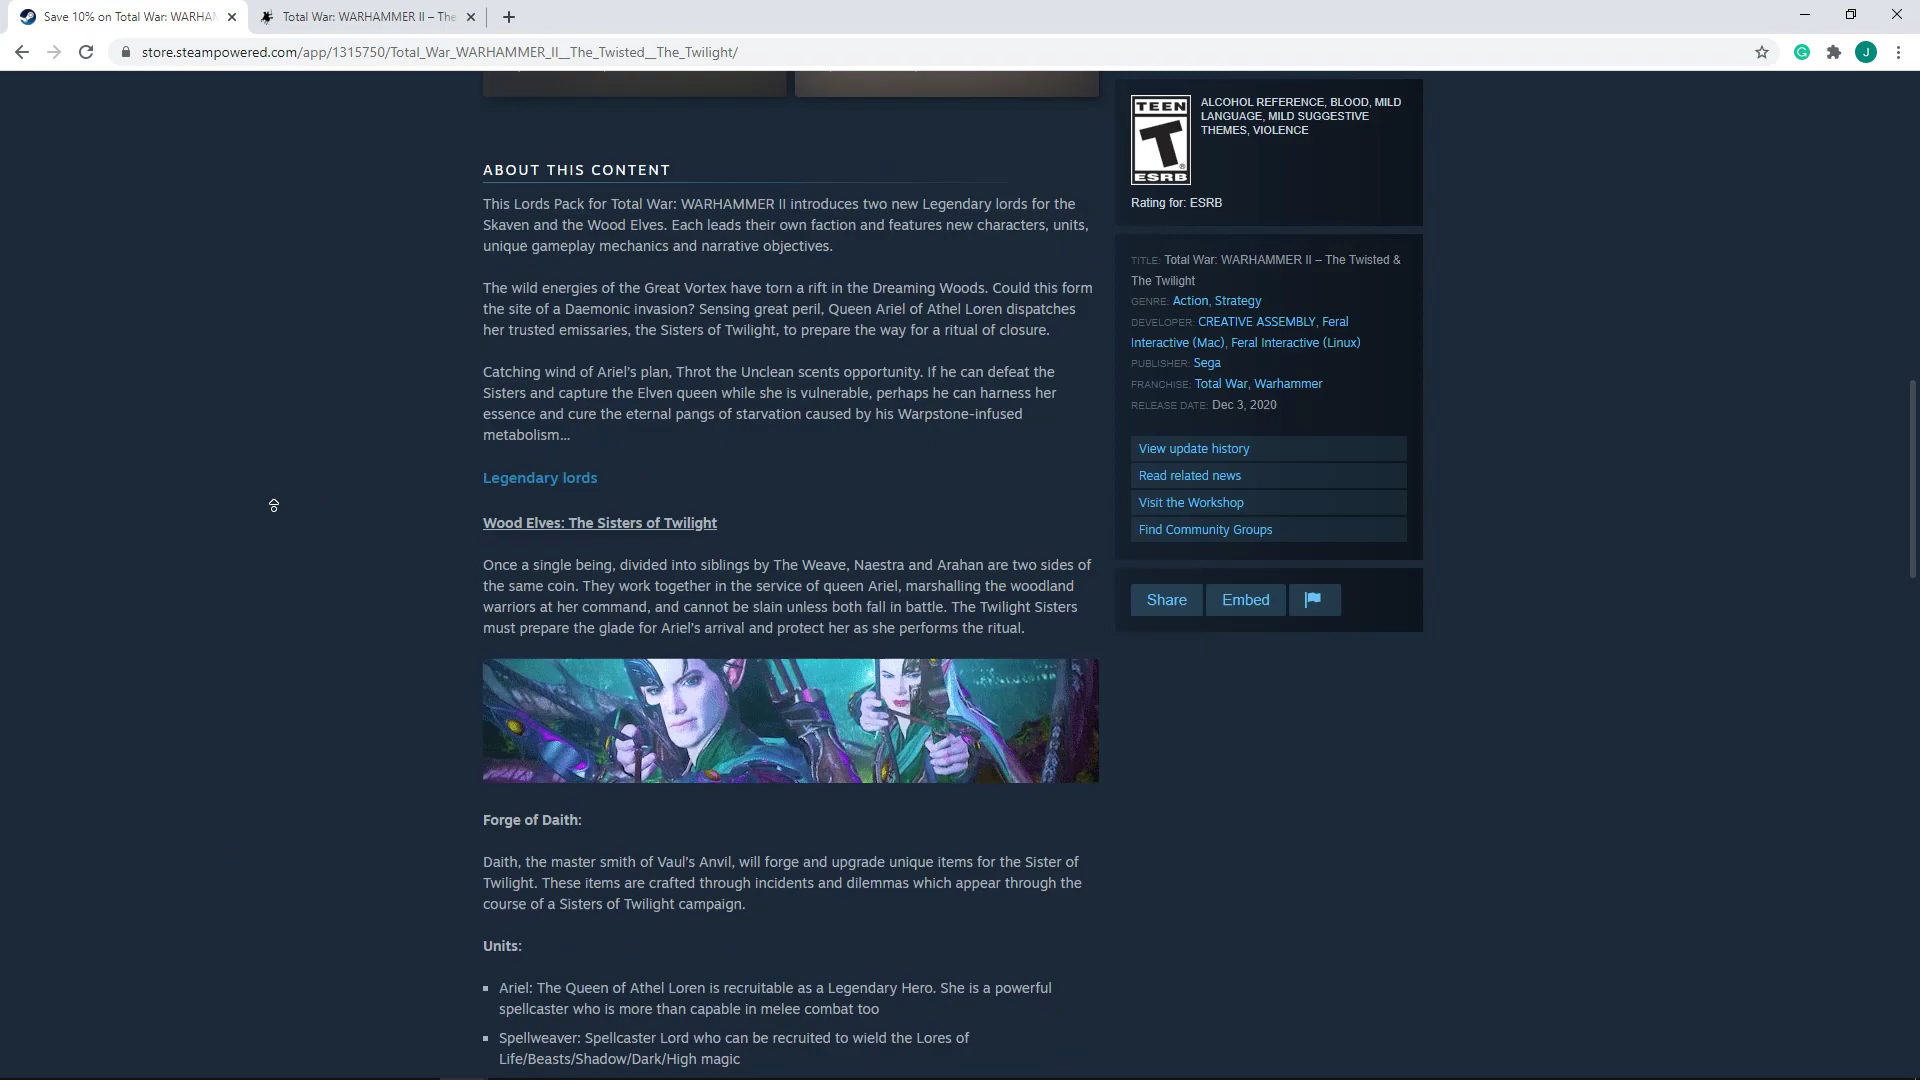 Save 10% on Total War: WARHAM
Total War: WARHAMMER II – The
store.steampowered.com/app/1315750/Total_War_WARHAMMER_II__The_Twisted__The_Twilight/
J
ABOUT THIS CONTENT
This Lords Pack for Total War: WARHAMMER II introduces two new Legendary lords for the
Skaven and the Wood Elves. Each leads their own faction and features new characters, units,
unique gameplay mechanics and narrative objectives.
The wild energies of the Great Vortex have torn a rift in the Dreaming Woods. Could this form
the site of a Daemonic invasion? Sensing great peril, Queen Ariel of Athel Loren dispatches
her trusted emissaries, the Sisters of Twilight, to prepare the way for a ritual of closure.
Catching wind of Ariel's plan, Throt the Unclean scents opportunity. If he can defeat the
Sisters and capture the Elven queen while she is vulnerable, perhaps he can harness her
essence and cure the eternal pangs of starvation caused by his Warpstone-infused
metabolism…
Legendary lords
Wood Elves: The Sisters of Twilight
Once a single being, divided into siblings by The Weave, Naestra and Arahan are two sides of
the same coin. They work together in the service of queen Ariel, marshalling the woodland
warriors at her command, and cannot be slain unless both fall in battle. The Twilight Sisters
must prepare the glade for Ariel's arrival and protect her as she performs the ritual.
Forge of Daith:
Daith, the master smith of Vaul's Anvil, will forge and upgrade unique items for the Sister of
Twilight. These items are crafted through incidents and dilemmas which appear through the
course of a Sisters of Twilight campaign.
Units:
Ariel: The Queen of Athel Loren is recruitable as a Legendary Hero. She is a powerful
spellcaster who is more than capable in melee combat too
Spellweaver: Spellcaster Lord who can be recruited to wield the Lores of
Life/Beasts/Shadow/Dark/High magic
TEEN
T
ESRB
ALCOHOL REFERENCE, BLOOD, MILD
LANGUAGE, MILD SUGGESTIVE
THEMES, VIOLENCE
Rating for: ESRB
TITLE: Total War: WARHAMMER II – The Twisted &
The Twilight
GENRE: Action, Strategy
DEVELOPER: CREATIVE ASSEMBLY, Feral
Interactive (Mac), Feral Interactive (Linux)
PUBLISHER: Sega
FRANCHISE: Total War, Warhammer
RELEASE DATE: Dec 3, 2020
View update history
Read related news
Visit the Workshop
Find Community Groups
Share
Embed